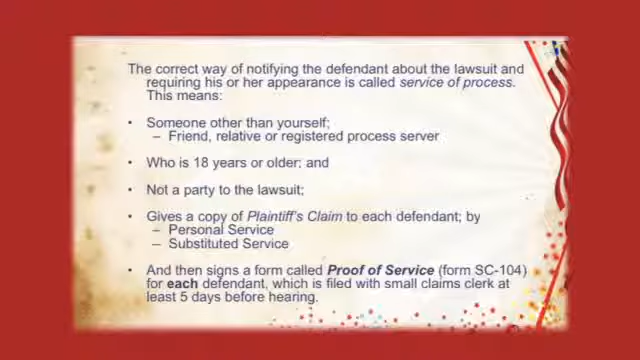 The correct way of notifying the defendant about the lawsuit and
requiring his or her appearance is called service of process.
This means:
• Someone other than yourself;
– Friend, relative or registered process server
• Who is 18 years or older; and
• Not a party to the lawsuit;
• Gives a copy of Plaintiff's Claim to each defendant; by
– Personal Service
– Substituted Service
• And then signs a form called Proof of Service (form SC-104)
for each defendant, which is filed with small claims clerk at
least 5 days before hearing.